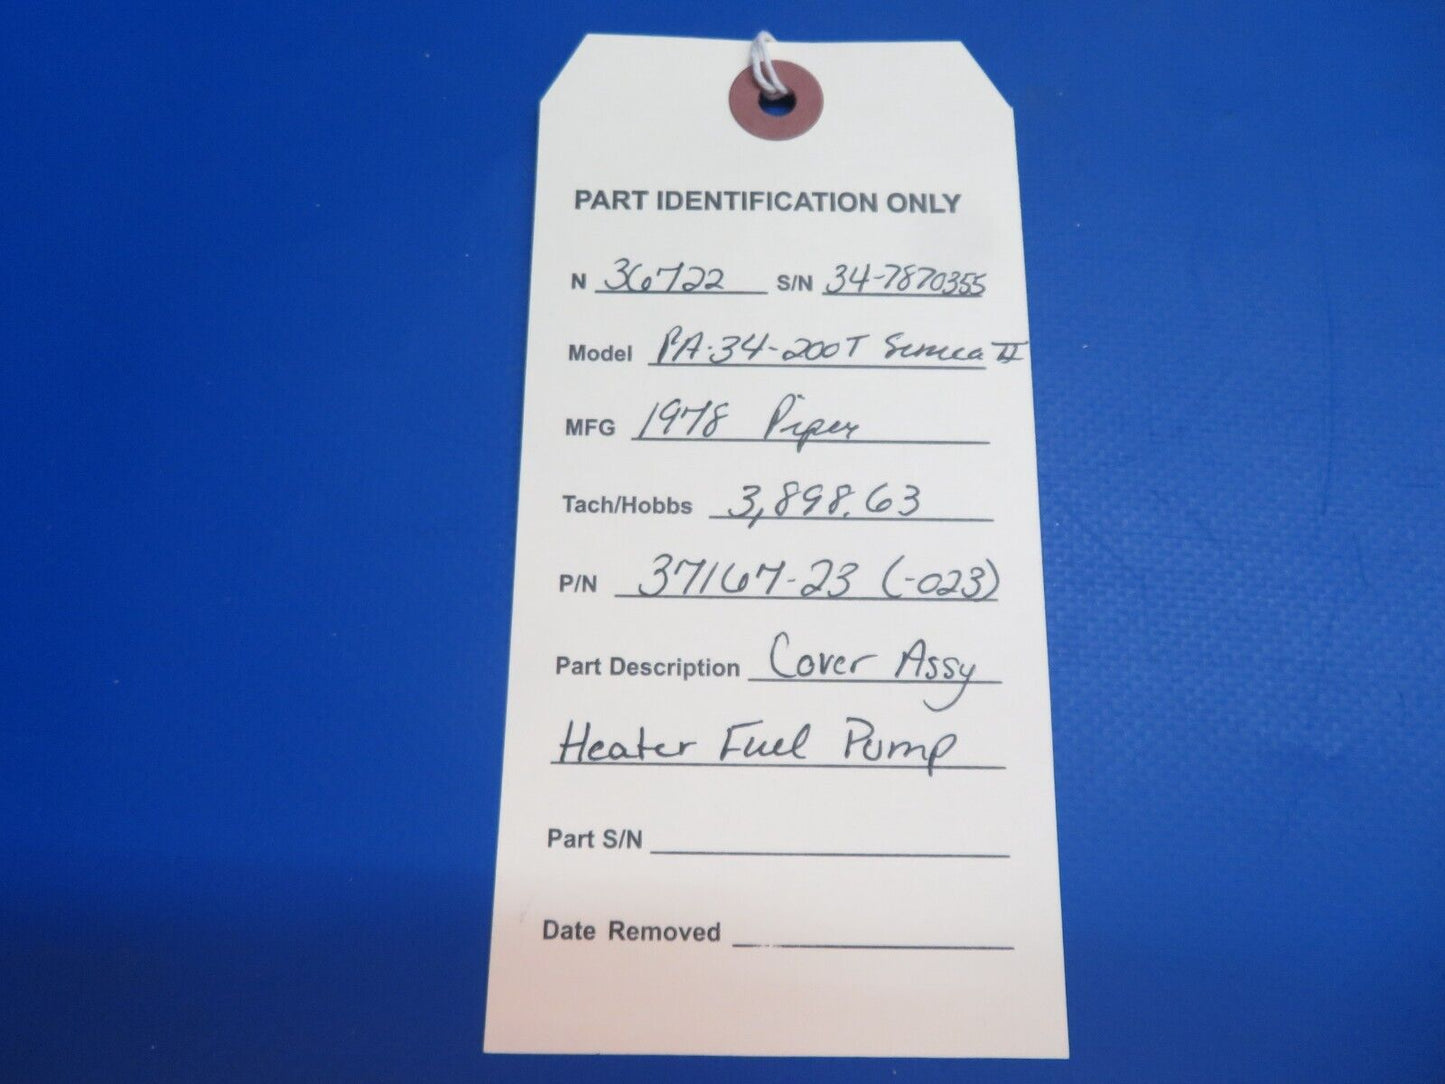 PART IDENTIFICATION ONLY
N 36722 S/N 34-7870355
Model PA-34-200T Seneca II
MFG 1978 Piper
Tach/Hobbs 3,898.63
P/N 37167-23 (-023)
Part Description Cover Assy
Heater Fuel Pump
Part S/N
Date Removed